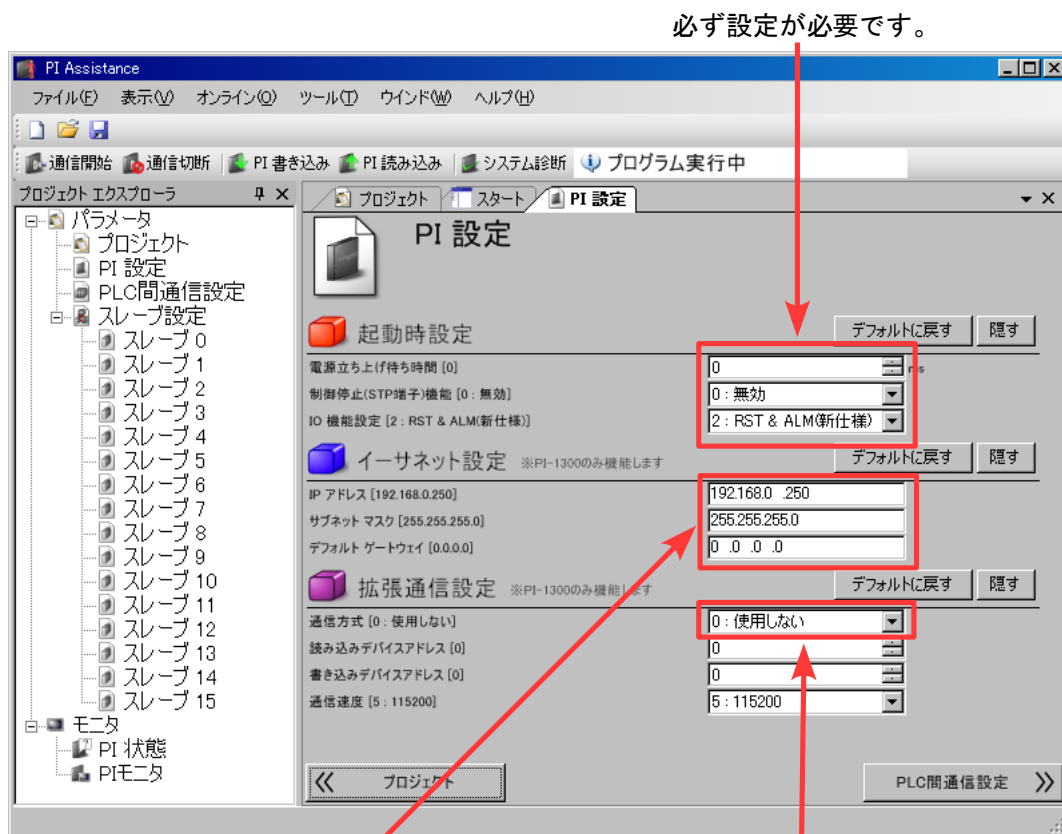 必ず設定が必要です。
PI Assistance
ファイル(F) 表示(V) オンライン(O) ツール(T) ウインド(W) ヘルプ(H)
通信開始 通信切断 PI 書き込み PI 読み込み システム診断 プログラム実行中
プロジェクト エクスプローラ
プロジェクト スタート PI 設定
パラメータ
プロジェクト
PI 設定
PLC間通信設定
スレーブ設定
スレーブ 0
スレーブ 1
スレーブ 2
スレーブ 3
スレーブ 4
スレーブ 5
スレーブ 6
スレーブ 7
スレーブ 8
スレーブ 9
スレーブ 10
スレーブ 11
スレーブ 12
スレーブ 13
スレーブ 14
スレーブ 15
モニタ
PI 状態
PIモニタ
PI 設定
起動時設定 デフォルトに戻す 隠す
電源立ち上げ待ち時間 [0] 0
制御停止(STP端子)機能 [0 : 無効] 0 : 無効
IO 機能設定 [2 : RST & ALM(新仕様)] 2 : RST & ALM(新仕様)
イーサネット設定 ※PI-1300のみ機能します デフォルトに戻す 隠す
IP アドレス [192.168.0.250] 192.168.0 .250
サブネット マスク [255.255.255.0] 255.255.255.0
デフォルト ゲートウェイ [0.0.0.0] 0 .0 .0 .0
拡張通信設定 ※PI-1300のみ機能します デフォルトに戻す 隠す
通信方式 [0 : 使用しない] 0 : 使用しない
読み込みデバイスアドレス [0] 0
書き込みデバイスアドレス [0] 0
通信速度 [5 : 115200] 5 : 115200
プロジェクト PLC間通信設定